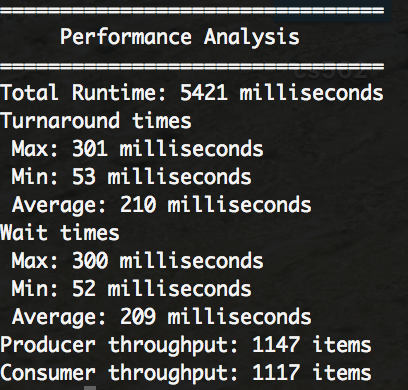 ================================
Performance Analysis
================================
Total Runtime: 5421 milliseconds
Turnaround times
Max: 301 milliseconds
Min: 53 milliseconds
Average: 210 milliseconds
Wait times
Max: 300 milliseconds
Min: 52 milliseconds
Average: 209 milliseconds
Producer throughput: 1147 items
Consumer throughput: 1117 items